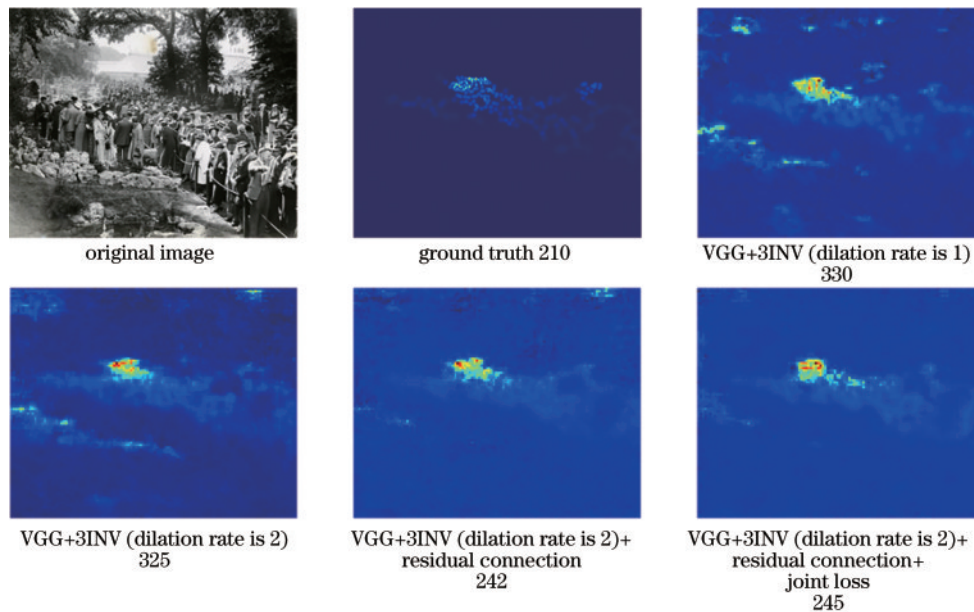 original image
ground truth 210
VGG+3INV (dilation rate is 1)
330
VGG+3INV (dilation rate is 2)
325
VGG+3INV (dilation rate is 2)+
residual connection
242
VGG+3INV (dilation rate is 2)+
residual connection+
joint loss
245